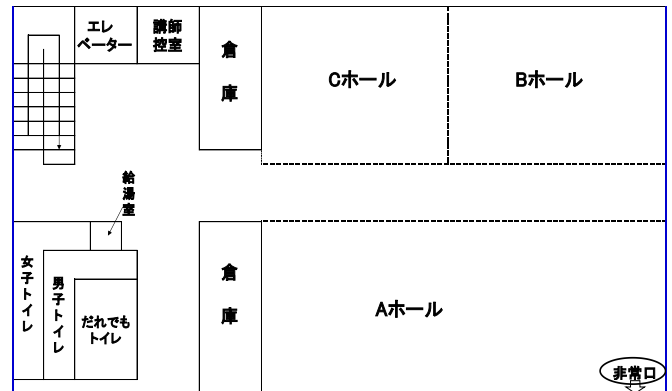 エレ
ベーター
講師
控室
倉
庫
Cホール
Bホール
給
湯
室
女子トイレ
男子トイレ
だれでも
トイレ
倉
庫
Aホール
非常口